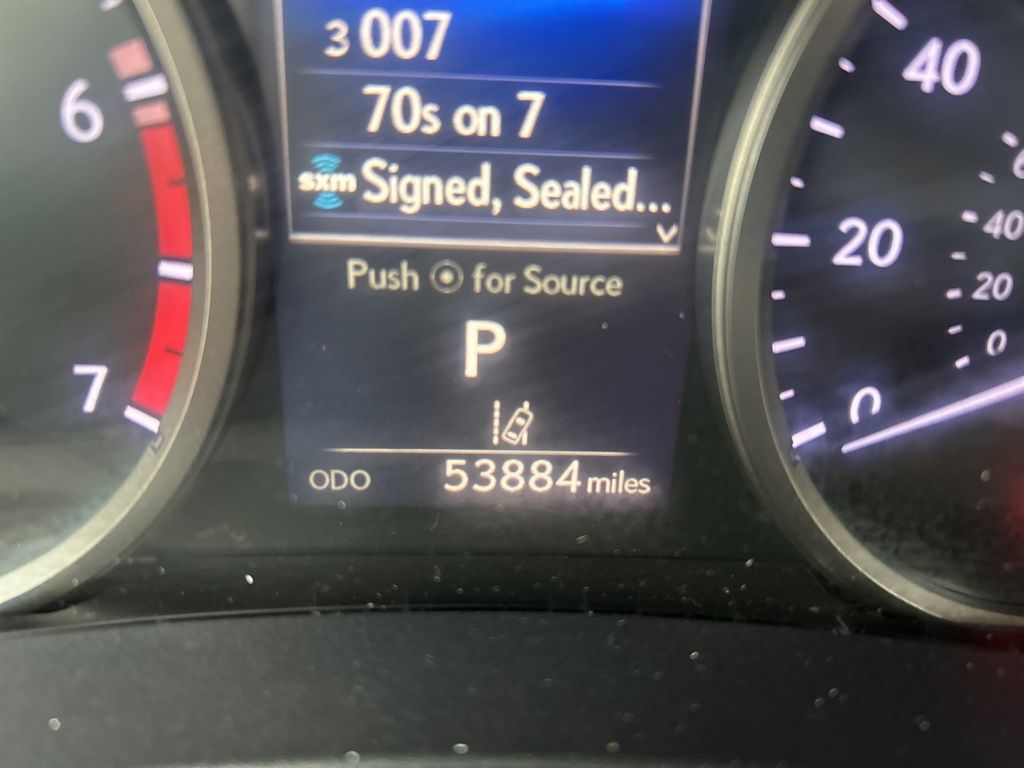 3 007
70s on 7
sxm Signed, Sealed...
Push for Source
P
ODO 53884 miles
6
7
40
20
0
40
20
0